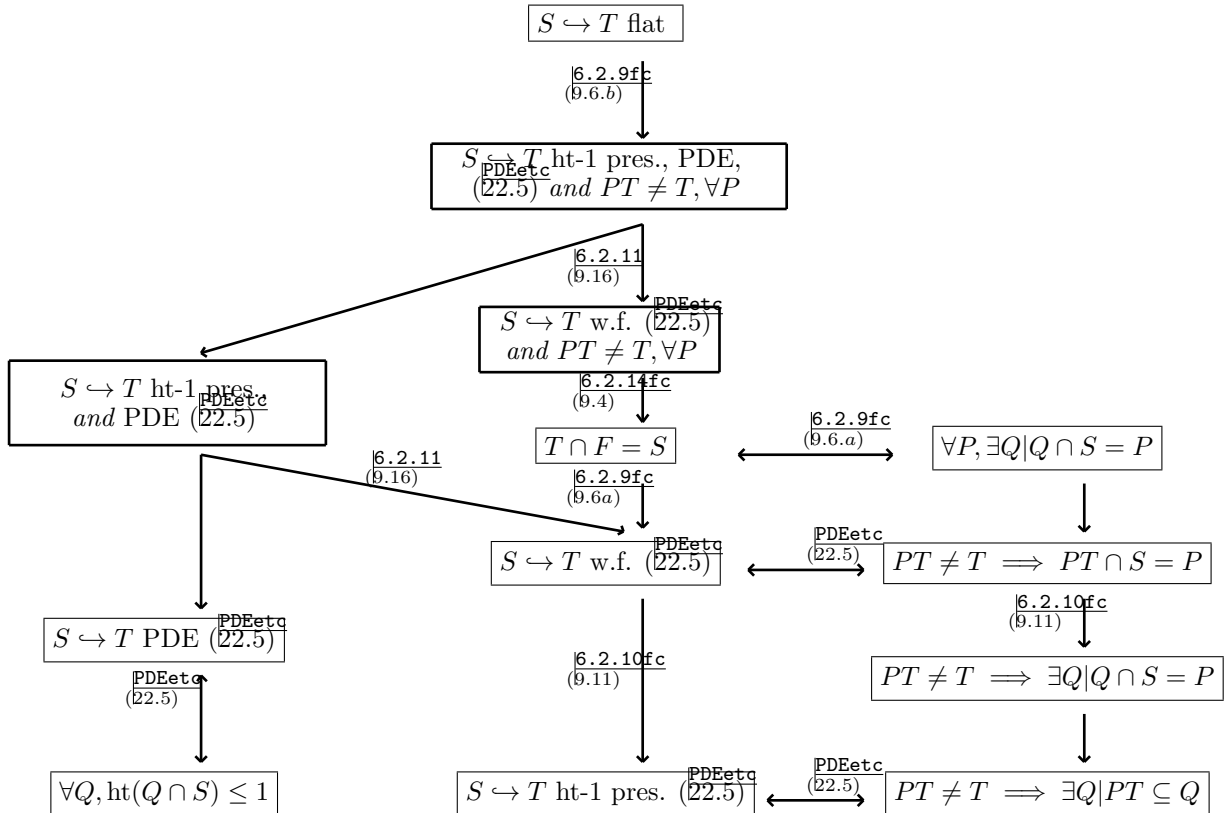 S ↪ T flat
6.2.9fc
(9.6.b)
S ↪ T ht-1 pres., PDE,
PDEetc
(22.5) and PT ≠ T, ∀P
6.2.11
(9.16)
PDEetc
S ↪ T w.f. (22.5)
and PT ≠ T, ∀P
6.2.14fc
(9.4)
S ↪ T ht-1 pres.,
PDEetc
and PDE (22.5)
6.2.9fc
(9.6.a)
T ∩ F = S
∀P, ∃Q|Q ∩ S = P
6.2.11
(9.16)
6.2.9fc
(9.6a)
PDEetc
S ↪ T w.f. (22.5)
PDEetc
(22.5)
PT ≠ T ⟹ PT ∩ S = P
6.2.10fc
(9.11)
PDEetc
S ↪ T PDE (22.5)
6.2.10fc
(9.11)
PT ≠ T ⟹ ∃Q|Q ∩ S = P
PDEetc
(22.5)
∀Q, ht(Q ∩ S) ≤ 1
PDEetc
S ↪ T ht-1 pres. (22.5)
PDEetc
(22.5)
PT ≠ T ⟹ ∃Q|PT ⊆ Q